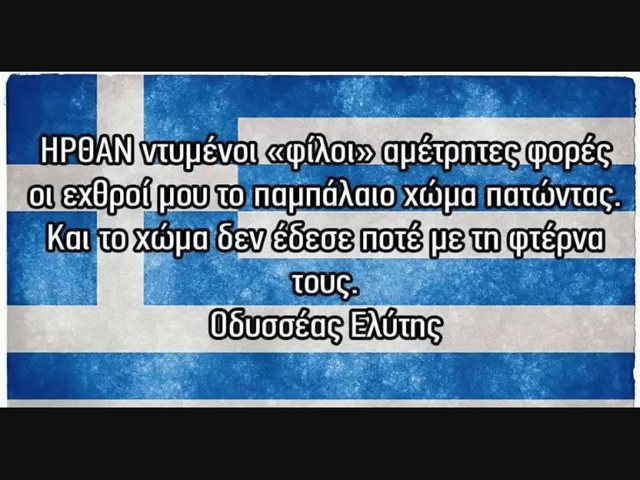 ΗΡΘΑΝ ντυμένοι «φίλοι» αμέτρητες φορές
οι εχθροί μου το παμπάλαιο χώμα πατώντας.
Και το χώμα δεν έδεσε ποτέ με τη φτέρνα
τους.
Οδυσσέας Ελύτης